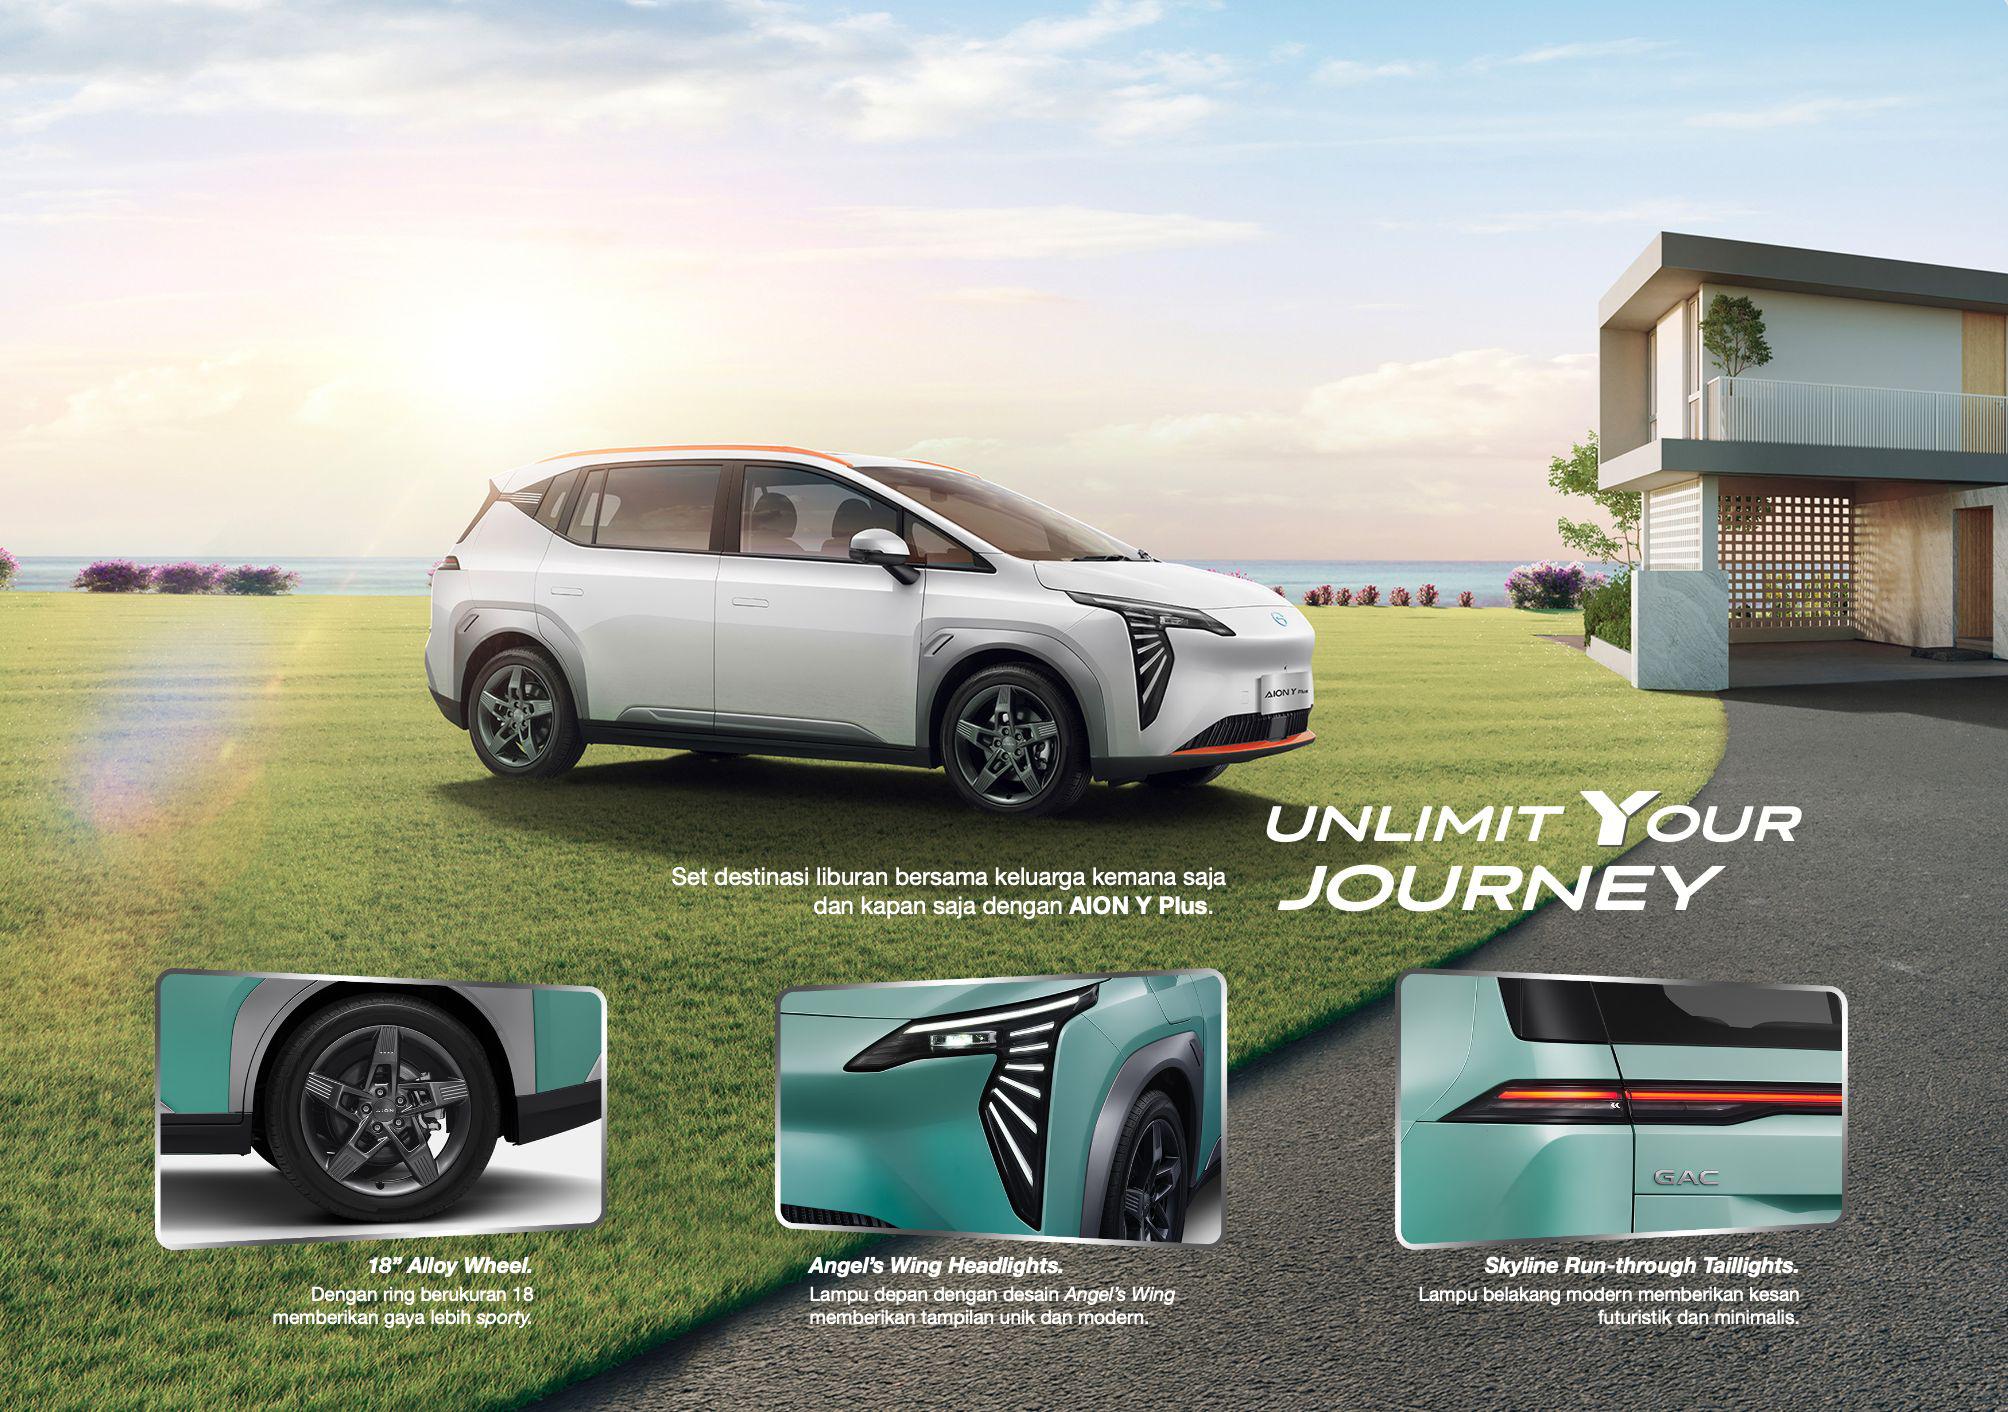 AION Y Plus
UNLIMIT YOUR
JOURNEY
Set destinasi liburan bersama keluarga kemana saja
dan kapan saja dengan AION Y Plus.
AION
GAC
18” Alloy Wheel.
Dengan ring berukuran 18
memberikan gaya lebih sporty.
Angel’s Wing Headlights.
Lampu depan dengan desain Angel’s Wing
memberikan tampilan unik dan modern.
Skyline Run-through Taillights.
Lampu belakang modern memberikan kesan
futuristik dan minimalis.